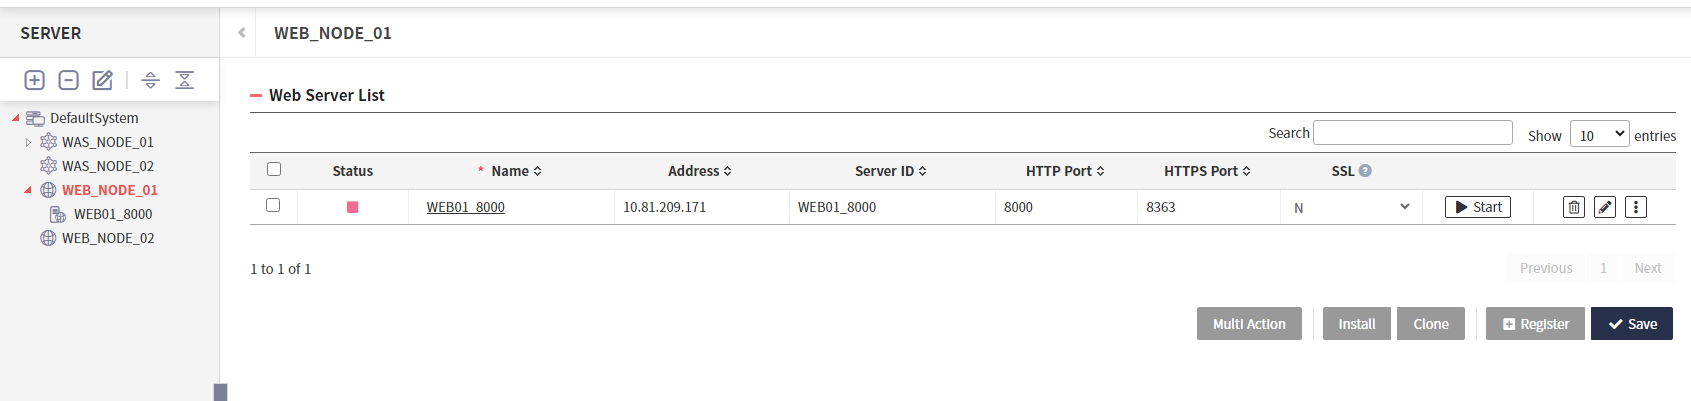 SERVER
WEB_NODE_01
DefaultSystem
WAS_NODE_01
WAS_NODE_02
WEB_NODE_01
WEB01_8000
WEB_NODE_02
Web Server List
Search Show 10 entries
Status * Name Address Server ID HTTP Port HTTPS Port SSL ?
WEB01_8000 10.81.209.171 WEB01_8000 8000 8363 N Start
1 to 1 of 1
Previous 1 Next
Multi Action Install Clone Register Save